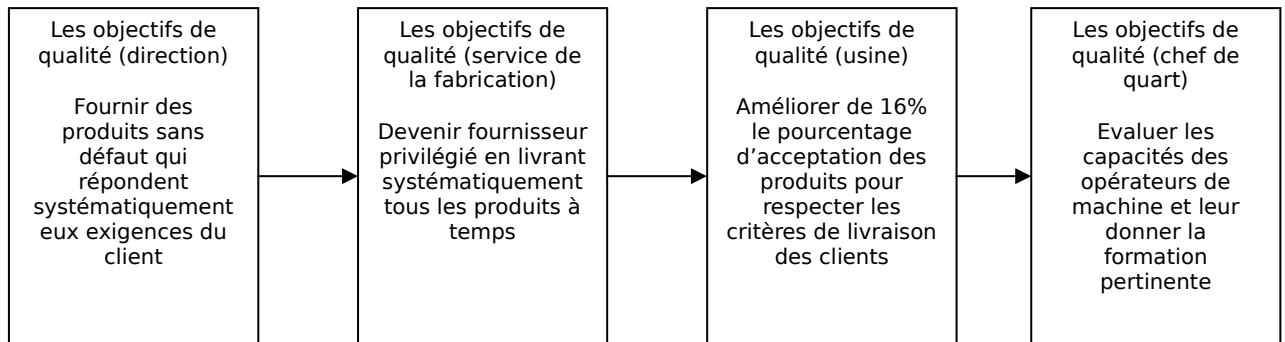 Les objectifs de
qualité (direction)
Fournir des
produits sans
défaut qui
répondent
systématiquement
eux exigences du
client
Les objectifs de
qualité (service de
la fabrication)
Devenir fournisseur
privilégié en livrant
systématiquement
tous les produits à
temps
Les objectifs de
qualité (usine)
Améliorer de 16%
le pourcentage
d’acceptation des
produits pour
respecter les
critères de livraison
des clients
Les objectifs de
qualité (chef de
quart)
Evaluer les
capacités des
opérateurs de
machine et leur
donner la
formation
pertinente